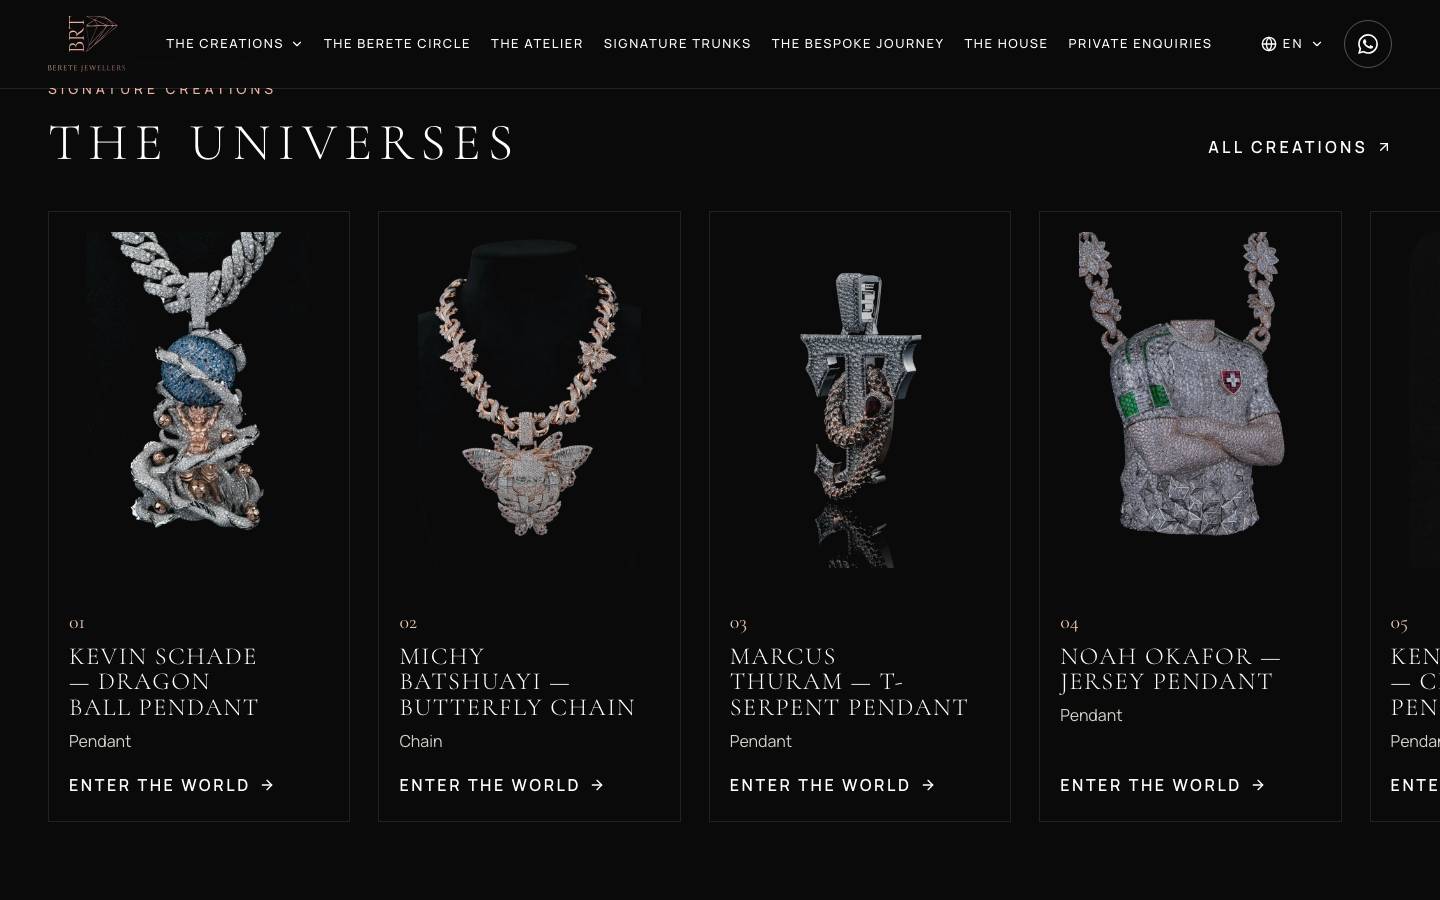 BRT
BERETE JEWELLERS
THE CREATIONS
THE BERETE CIRCLE
THE ATELIER
SIGNATURE TRUNKS
THE BESPOKE JOURNEY
THE HOUSE
PRIVATE ENQUIRIES
EN
SIGNATURE CREATIONS
THE UNIVERSES
ALL CREATIONS
01
KEVIN SCHADE
— DRAGON
BALL PENDANT
Pendant
ENTER THE WORLD
02
MICHY
BATSHUAYI —
BUTTERFLY CHAIN
Chain
ENTER THE WORLD
03
MARCUS
THURAM — T-
SERPENT PENDANT
Pendant
ENTER THE WORLD
04
NOAH OKAFOR —
JERSEY PENDANT
Pendant
ENTER THE WORLD
05